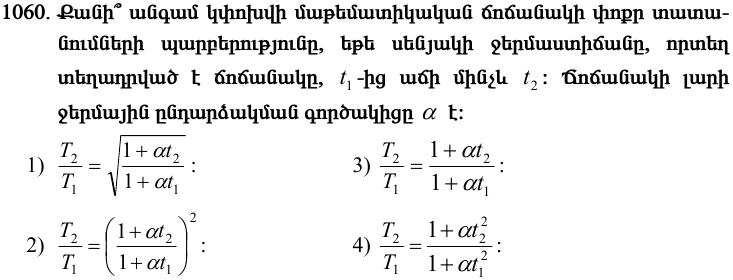 1060. Քանի՞ անգամ կփոխվի մաթեմատիկական ճոճանակի փոքր տատա-
նումների պարբերությունը, եթե սենյակի ջերմաստիճանը, որտեղ
տեղադրված է ճոճանակը, t₁-ից աճի մինչև t₂: Ճոճանակի լարի
ջերմային ընդարձակման գործակիցը α է:
1) T₂/T₁ = √((1 + αt₂)/(1 + αt₁)) : 3) T₂/T₁ = (1 + αt₂)/(1 + αt₁) :
2) T₂/T₁ = ((1 + αt₂)/(1 + αt₁))² : 4) T₂/T₁ = (1 + αt₂²)/(1 + αt₁²) :